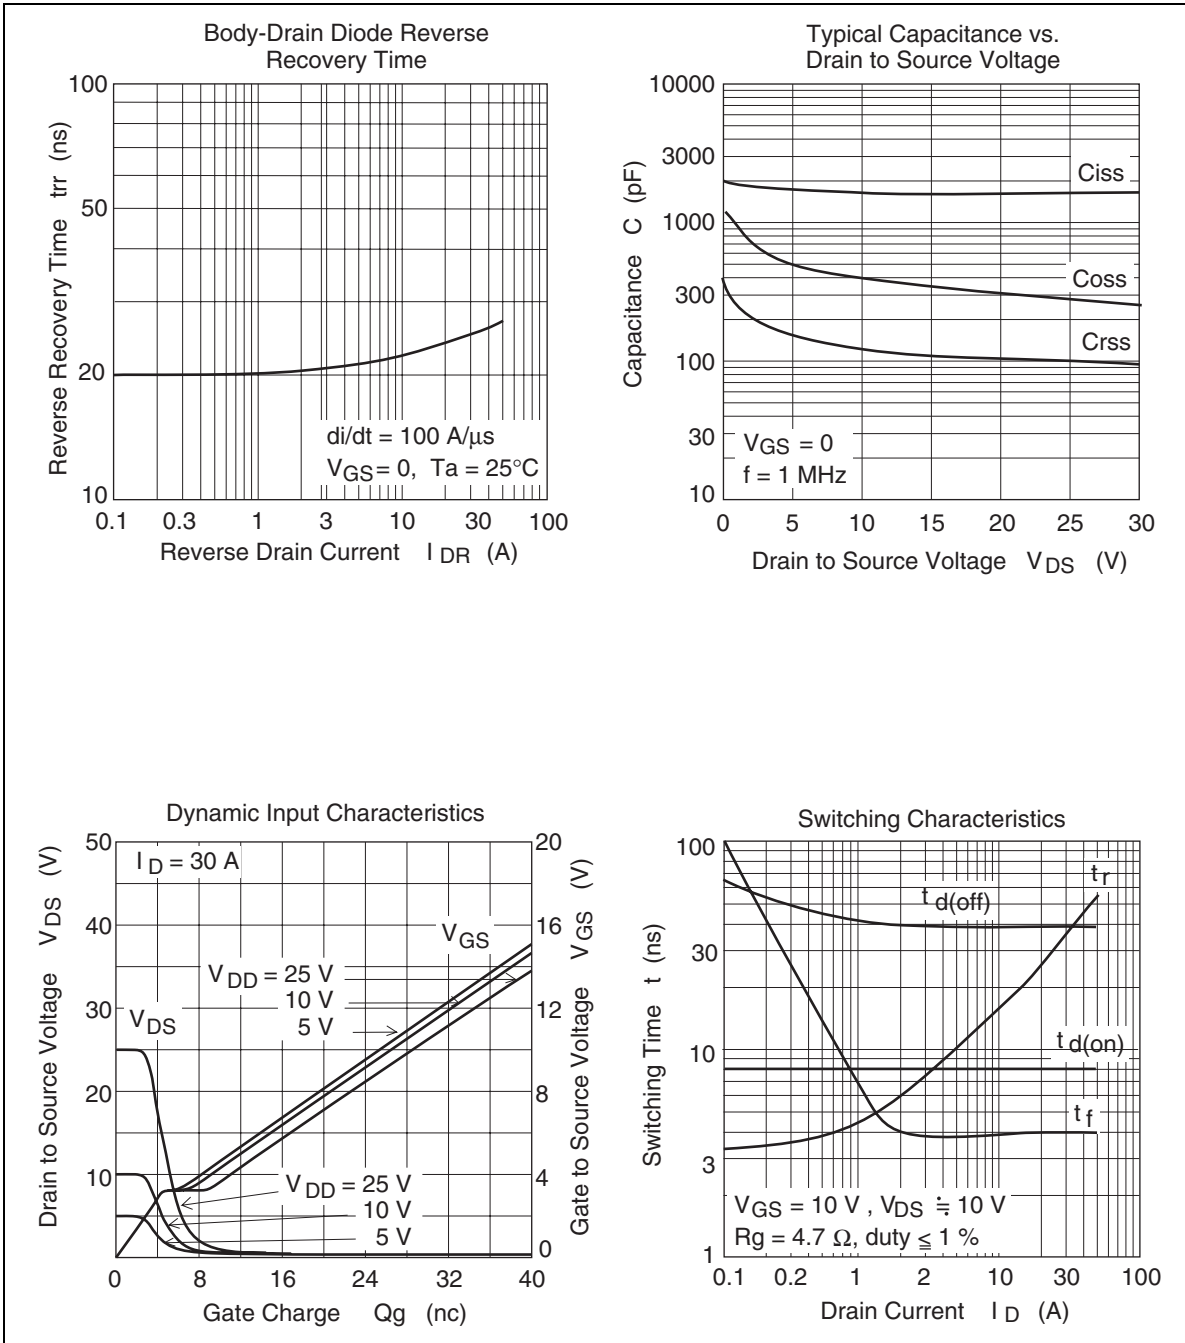 Body-Drain Diode Reverse
Recovery Time
100
50
20
10
Reverse Recovery Time trr (ns)
di/dt = 100 A/μs
VGS = 0, Ta = 25°C
0.1 0.3 1 3 10 30 100
Reverse Drain Current IDR (A)
Typical Capacitance vs.
Drain to Source Voltage
10000
3000
1000
300
100
30
10
Capacitance C (pF)
Ciss
Coss
Crss
VGS = 0
f = 1 MHz
0 5 10 15 20 25 30
Drain to Source Voltage VDS (V)
Dynamic Input Characteristics
50
40
30
20
10
0
Drain to Source Voltage VDS (V)
ID = 30 A
VGS
VDD = 25 V
10 V
5 V
VDS
VDD = 25 V
10 V
5 V
20
16
12
8
4
0
Gate to Source Voltage VGS (V)
0 8 16 24 32 40
Gate Charge Qg (nc)
Switching Characteristics
100
30
10
3
1
Switching Time t (ns)
tr
td(off)
td(on)
tf
VGS = 10 V , VDS ≒ 10 V
Rg = 4.7 Ω, duty ≦ 1 %
0.1 0.2 1 2 10 30 100
Drain Current ID (A)